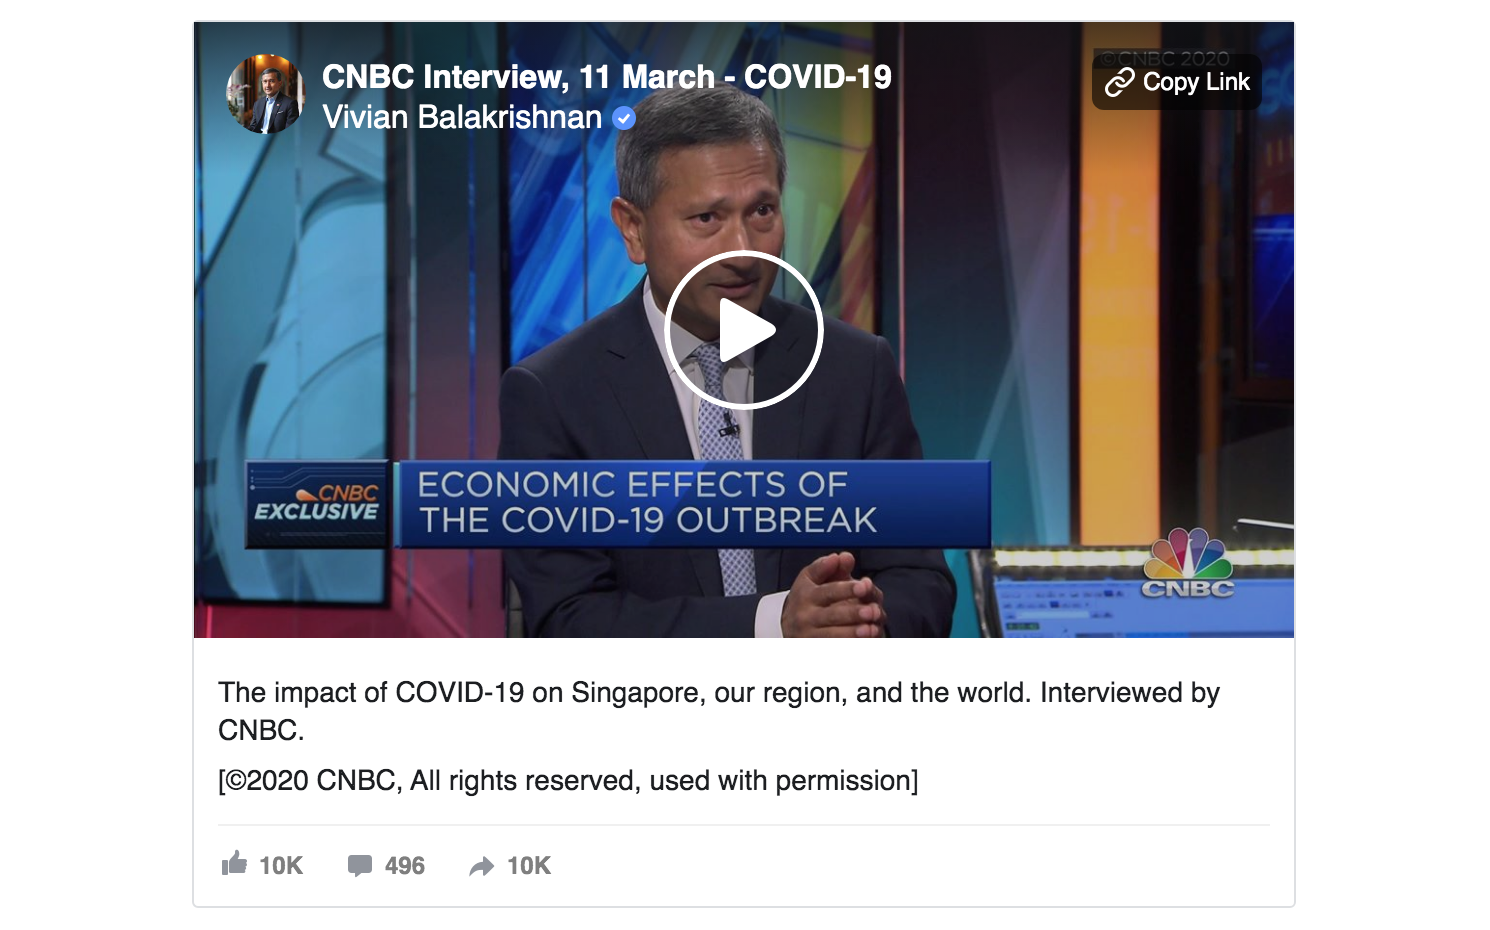 CNBC Interview, 11 March - COVID-19
Vivian Balakrishnan
©CNBC 2020
Copy Link
CNBC
EXCLUSIVE
ECONOMIC EFFECTS OF
THE COVID-19 OUTBREAK
CNBC
The impact of COVID-19 on Singapore, our region, and the world. Interviewed by
CNBC.
[©2020 CNBC, All rights reserved, used with permission]
10K
496
10K